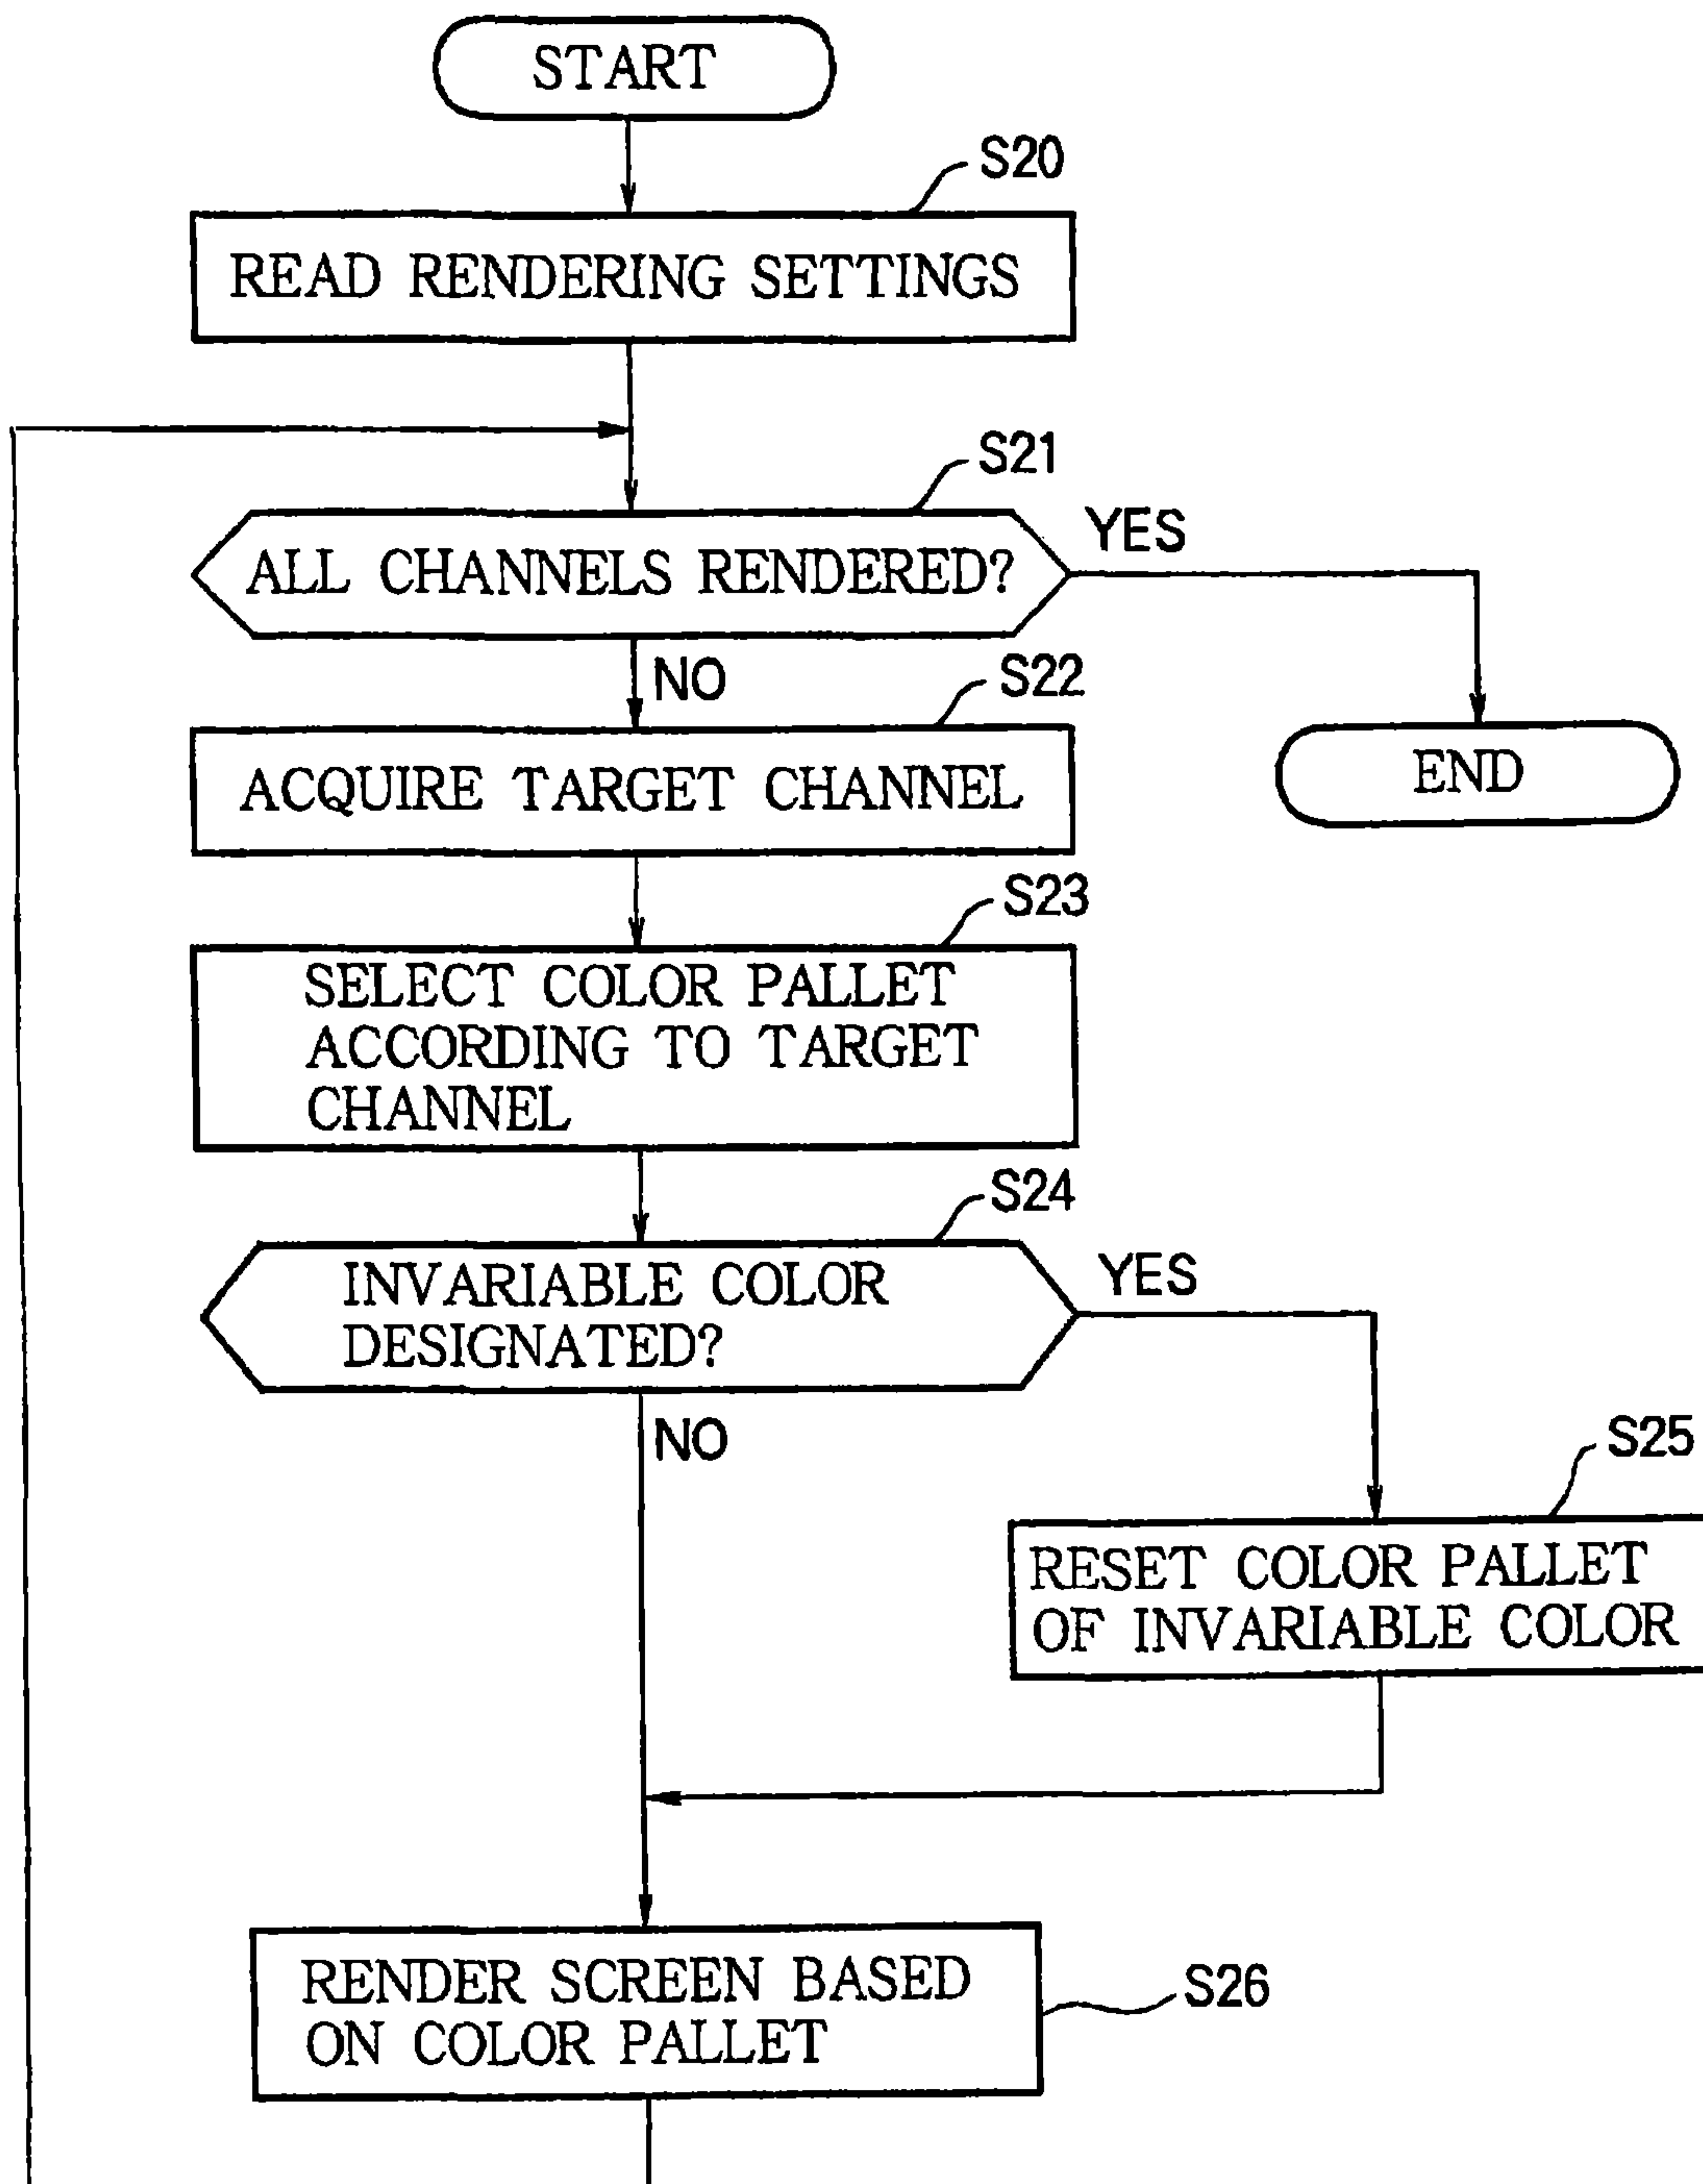 START
S20
READ RENDERING SETTINGS
S21
YES
ALL CHANNELS RENDERED?
NO
S22
ACQUIRE TARGET CHANNEL
END
S23
SELECT COLOR PALLET
ACCORDING TO TARGET
CHANNEL
S24
YES
INVARIABLE COLOR
DESIGNATED?
NO
S25
RESET COLOR PALLET
OF INVARIABLE COLOR
RENDER SCREEN BASED
ON COLOR PALLET
S26